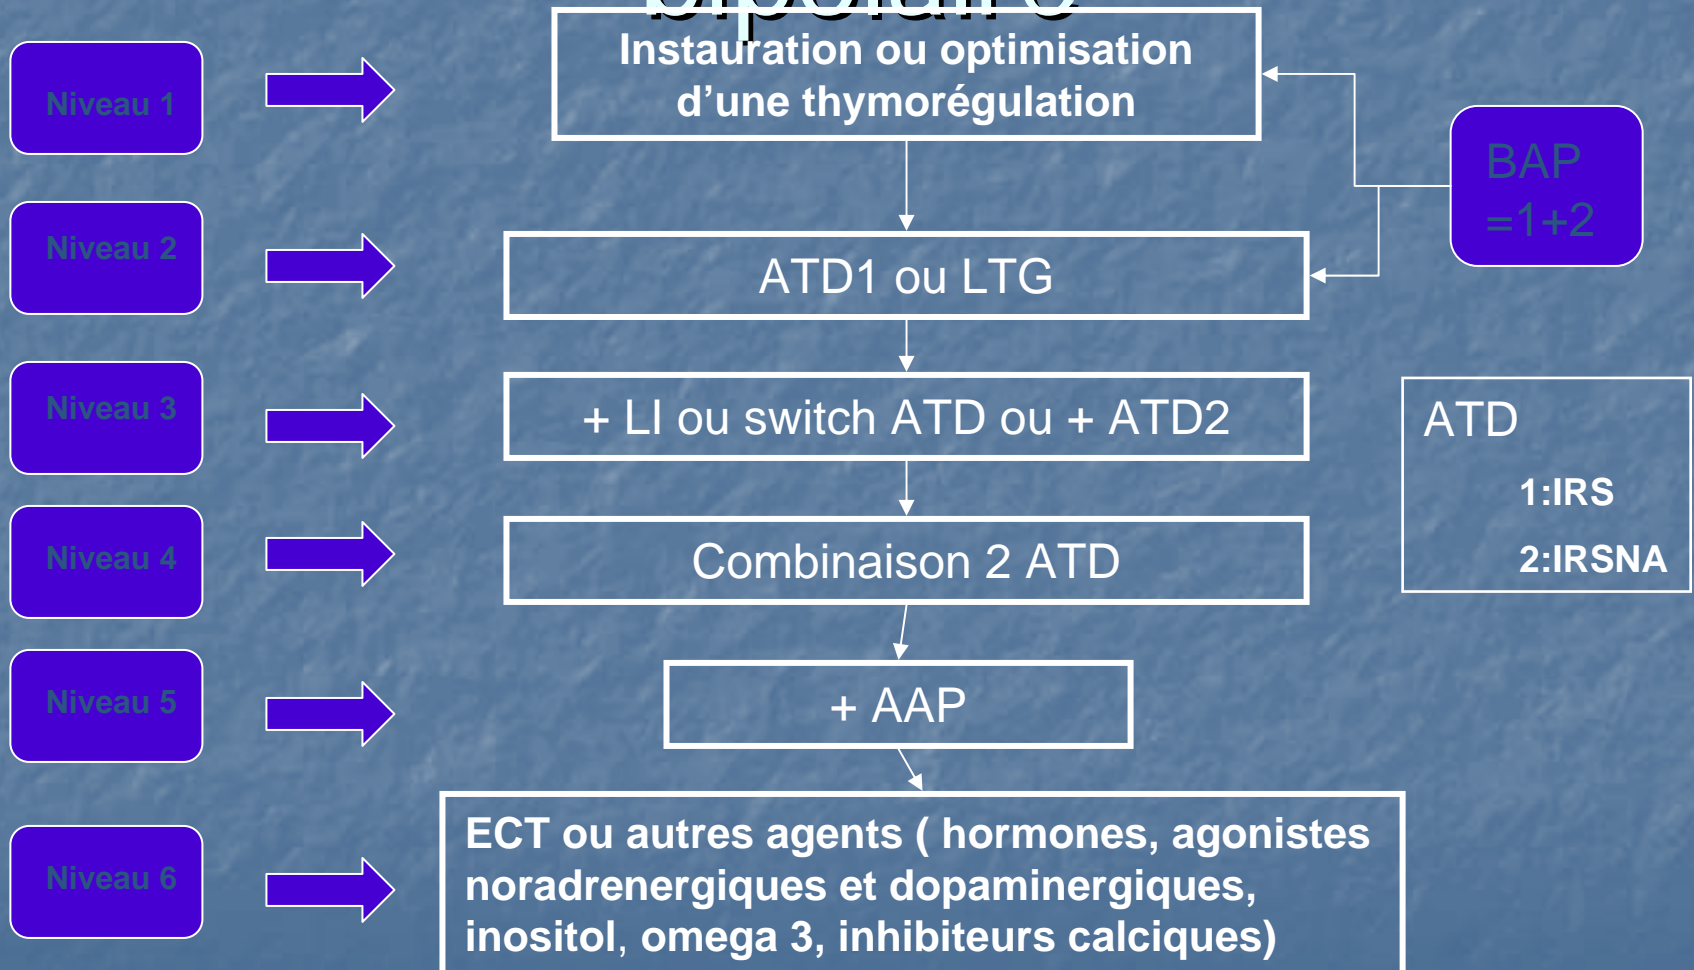 bipolaire
Niveau 1
Instauration ou optimisation
d’une thymorégulation
BAP
=1+2
Niveau 2
ATD1 ou LTG
Niveau 3
+ LI ou switch ATD ou + ATD2
ATD
1:IRS
2:IRSNA
Niveau 4
Combinaison 2 ATD
Niveau 5
+ AAP
Niveau 6
ECT ou autres agents ( hormones, agonistes
noradrenergiques et dopaminergiques,
inositol, omega 3, inhibiteurs calciques)